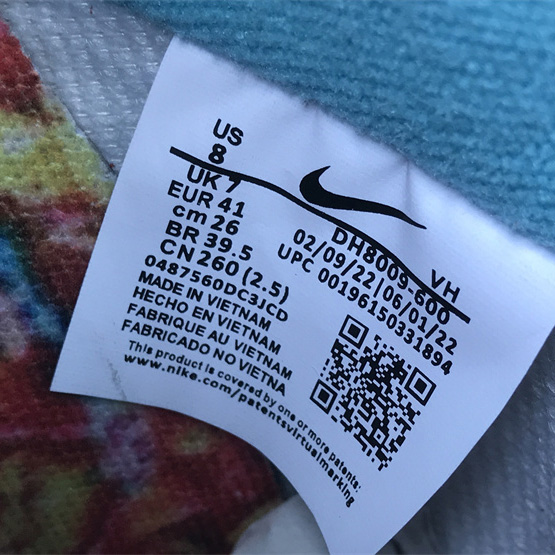 US
8
UK 7
EUR 41
cm 26
BR 39.5
CN 260 (2.5)
0487560DC3JCD
MADE IN VIETNAM
HECHO EN VIETNAM
FABRIQUE AU VIETNAM
FABRICADO NO VIETNA
This product is covered by one or more patents:
www.nike.com/patentsvirtualmarking
VH
DH8009-600
02/09/22|06/01/22
UPC 00196150331894